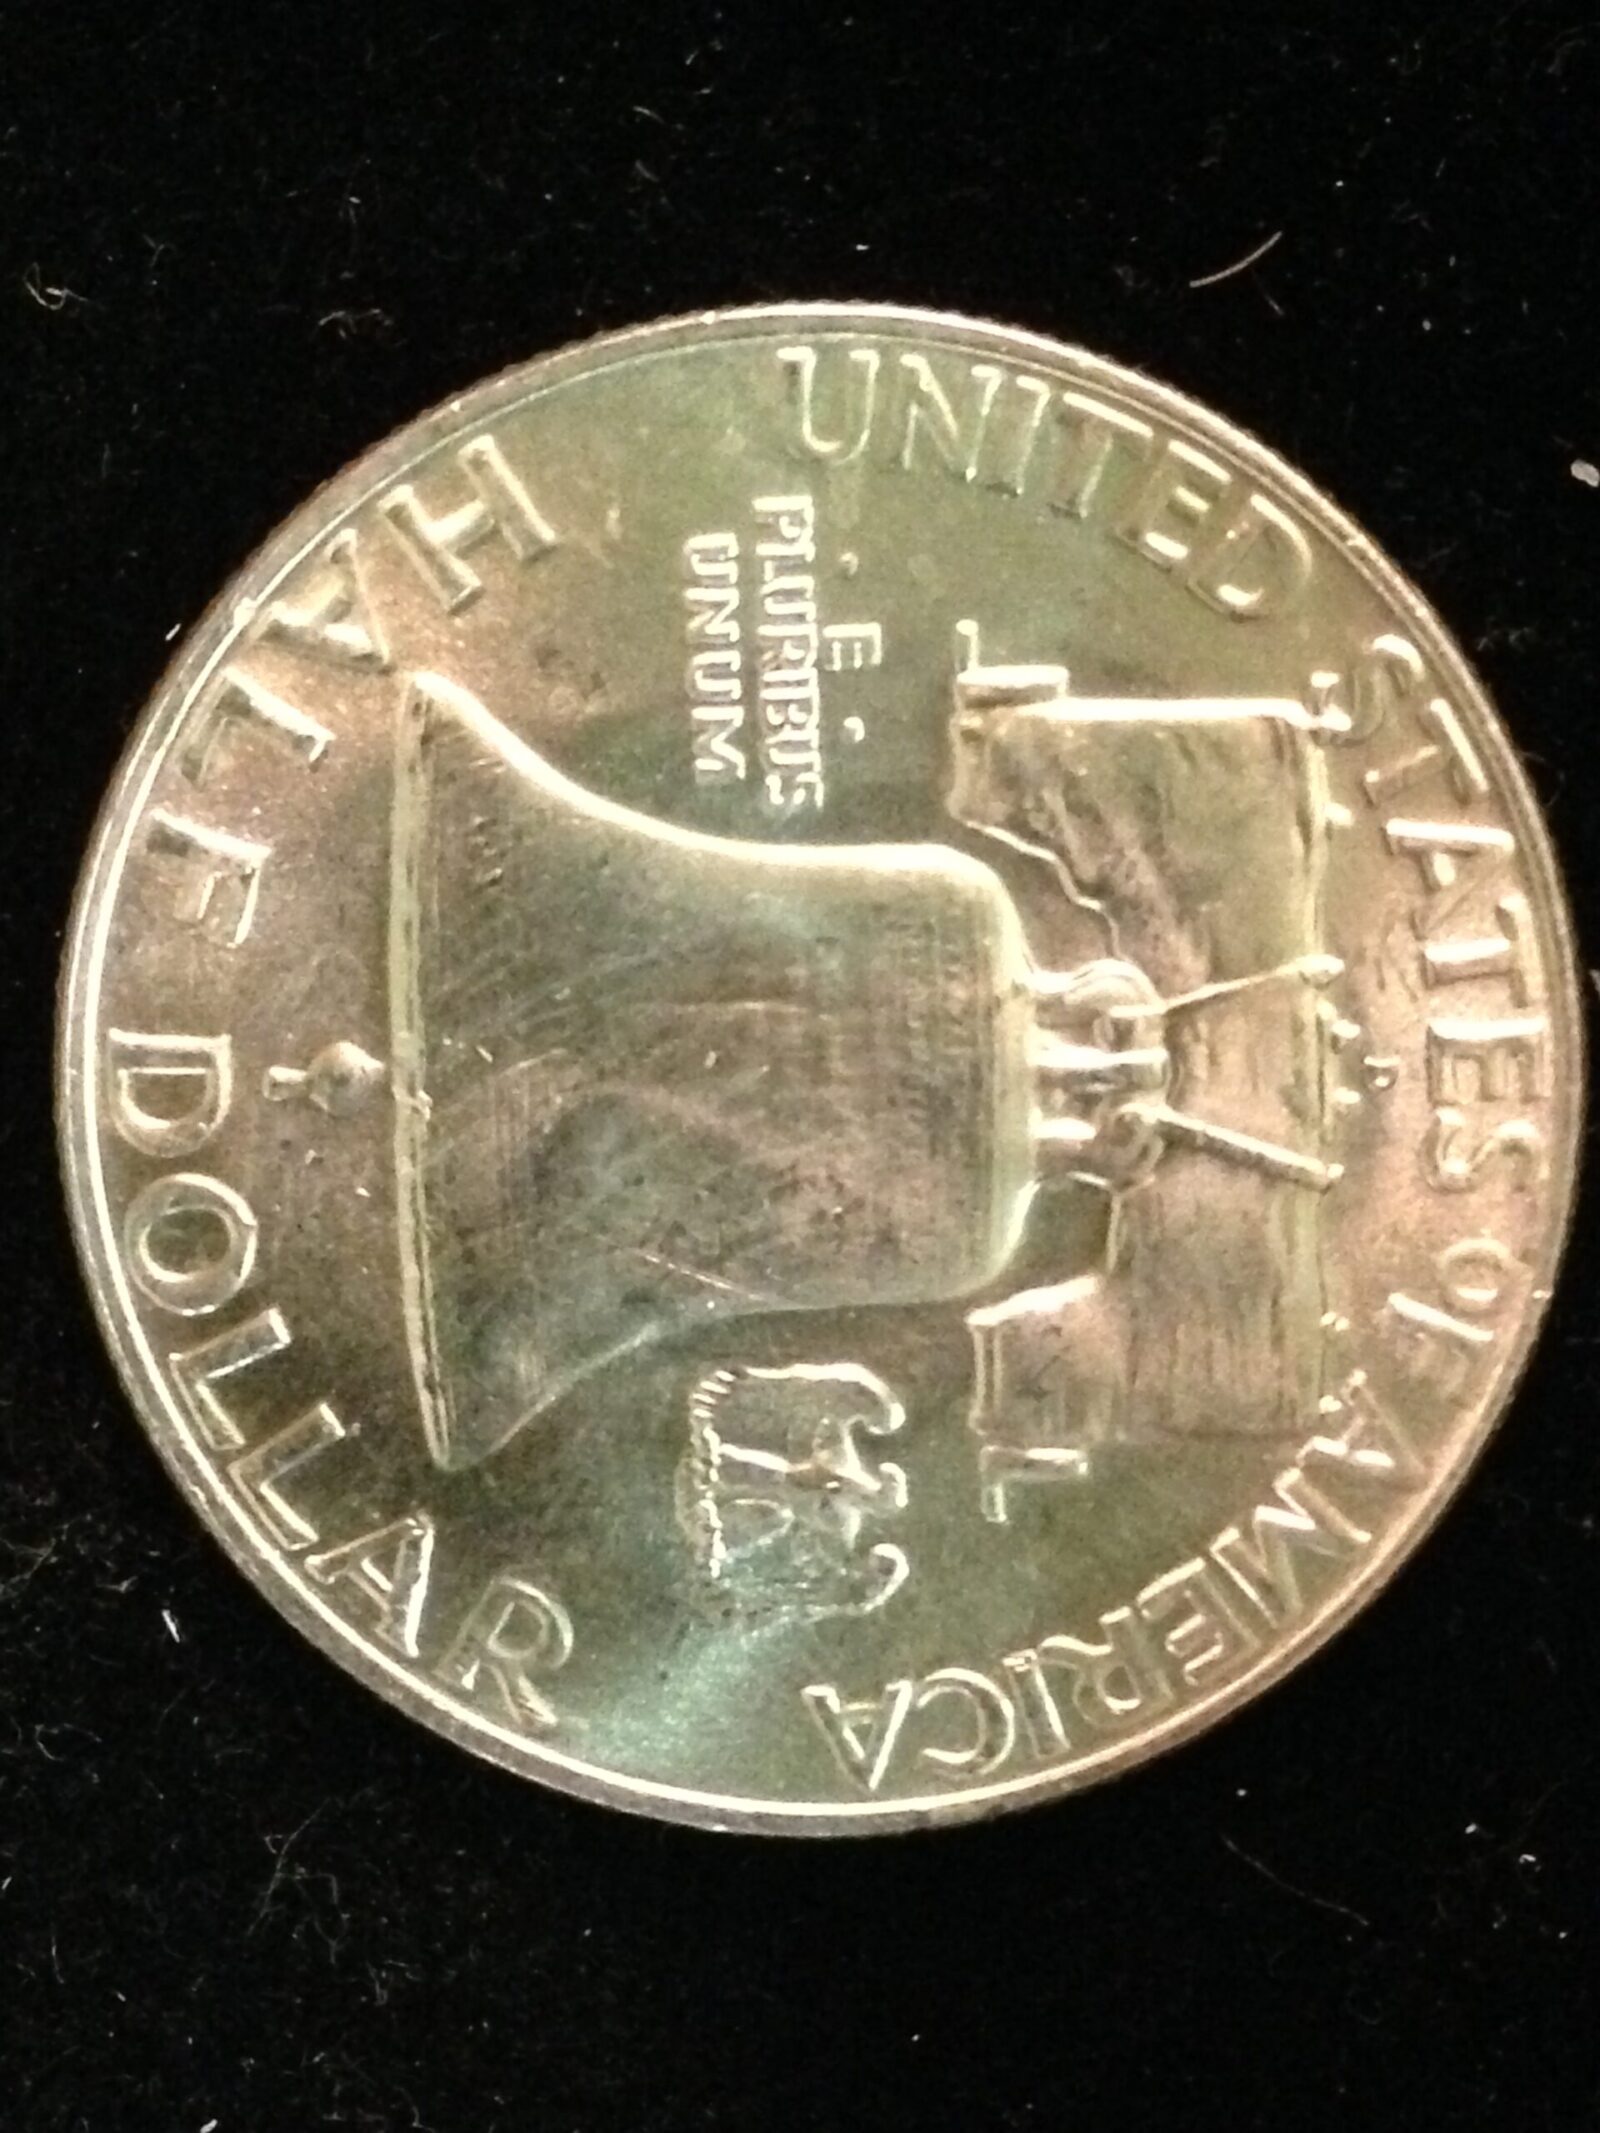 UNITED STATES OF AMERICA
D
E
PLURIBUS
UNUM
HALF DOLLAR